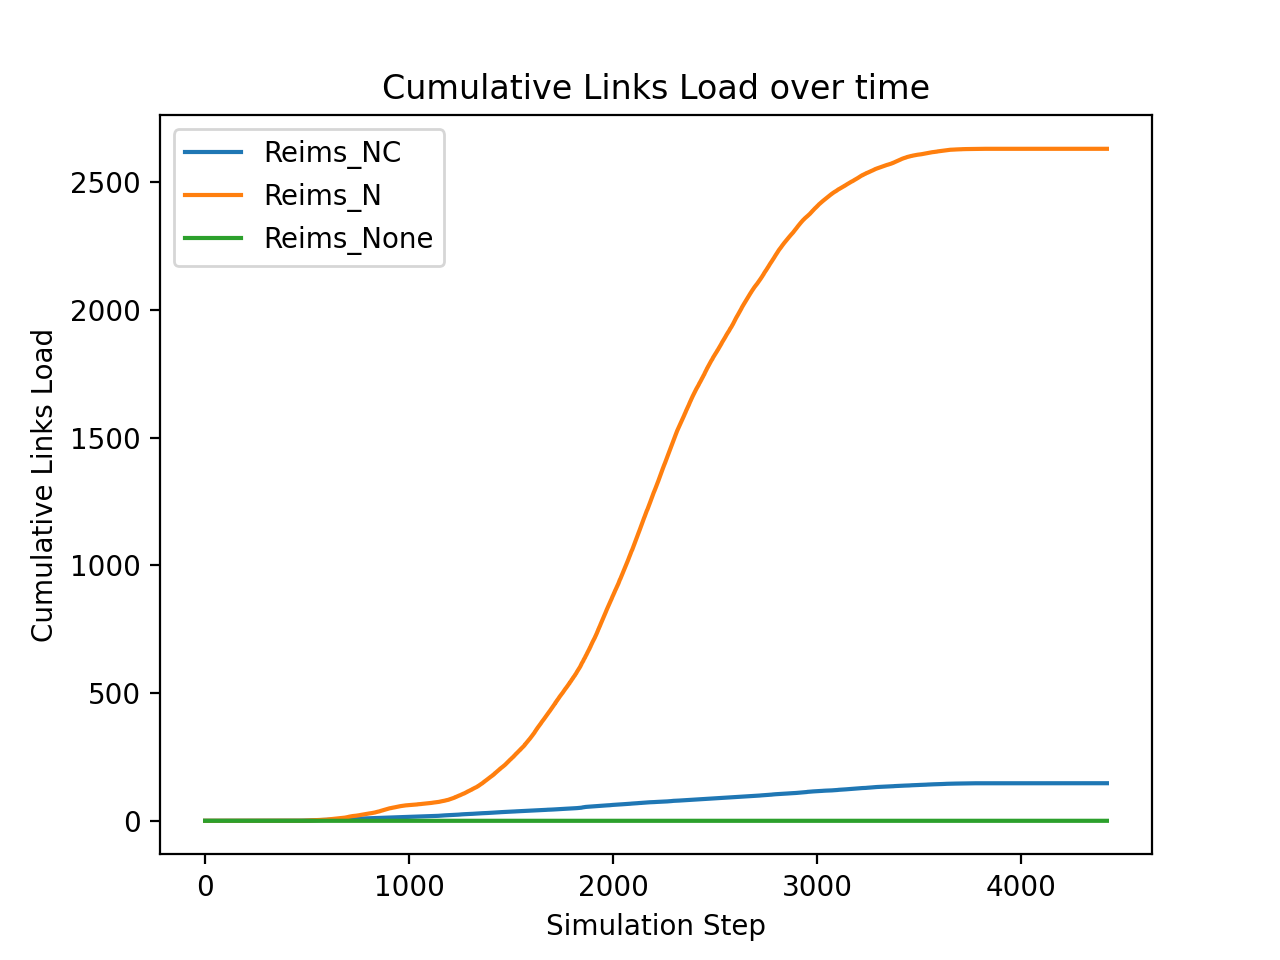 Cumulative Links Load over time
Reims_NC
Reims_N
Reims_None
Cumulative Links Load
2500
2000
1500
1000
500
0
0 1000 2000 3000 4000
Simulation Step